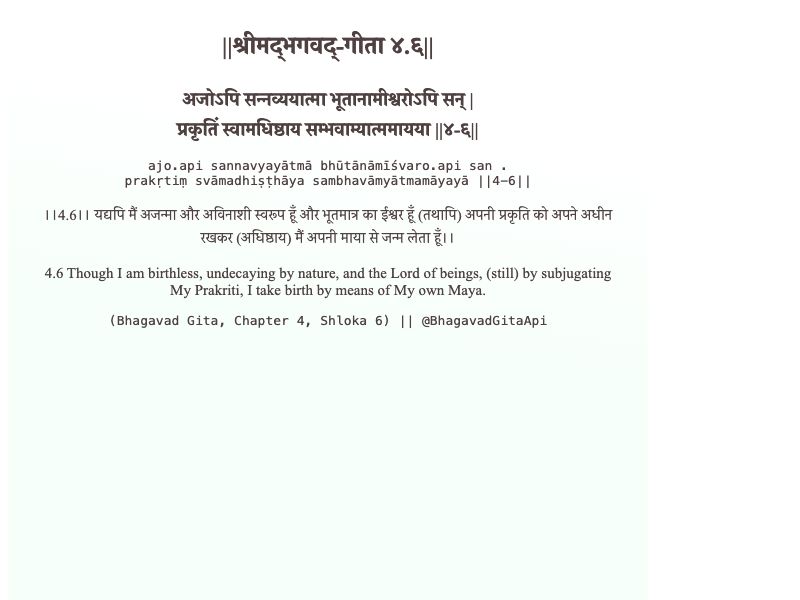 ||श्रीमद्‍भगवद्‍-गीता ४.६||
अजोऽपि सन्नव्ययात्मा भूतानामीश्वरोऽपि सन् |
प्रकृतिं स्वामधिष्ठाय सम्भवाम्यात्ममायया ||४-६||
ajo.api sannavyayātmā bhūtānāmīśvaro.api san .
prakṛtiṃ svāmadhiṣṭhāya sambhavāmyātmamāyayā ||4-6||
।।4.6।। यद्यपि मैं अजन्मा और अविनाशी स्वरूप हूँ और भूतमात्र का ईश्वर हूँ (तथापि) अपनी प्रकृति को अपने अधीन
रखकर (अधिष्ठाय) मैं अपनी माया से जन्म लेता हूँ।।
4.6 Though I am birthless, undecaying by nature, and the Lord of beings, (still) by subjugating
My Prakriti, I take birth by means of My own Maya.
(Bhagavad Gita, Chapter 4, Shloka 6) || @BhagavadGitaApi